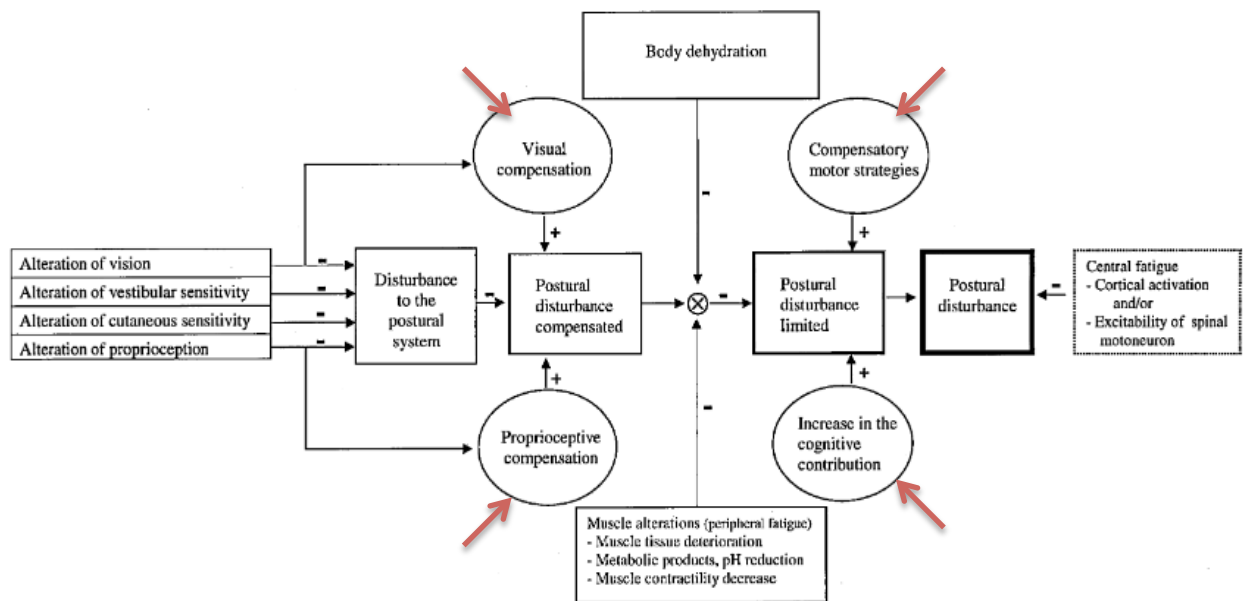 Body dehydration
Visual
compensation
Compensatory
motor strategies
-
+
+
Alteration of vision
Alteration of vestibular sensitivity
Alteration of cutaneous sensitivity
Alteration of proprioception
-
-
-
-
Disturbance
to the
postural
system
-
Postural
disturbance
compensated
-
Postural
disturbance
limited
Postural
disturbance
-
Central fatigue
- Cortical activation
and/or
- Excitability of spinal
motoneuron
+
-
+
Proprioceptive
compensation
Increase in the
cognitive
contribution
Muscle alterations (peripheral fatigue)
- Muscle tissue deterioration
- Metabolic products, pH reduction
- Muscle contractility decrease